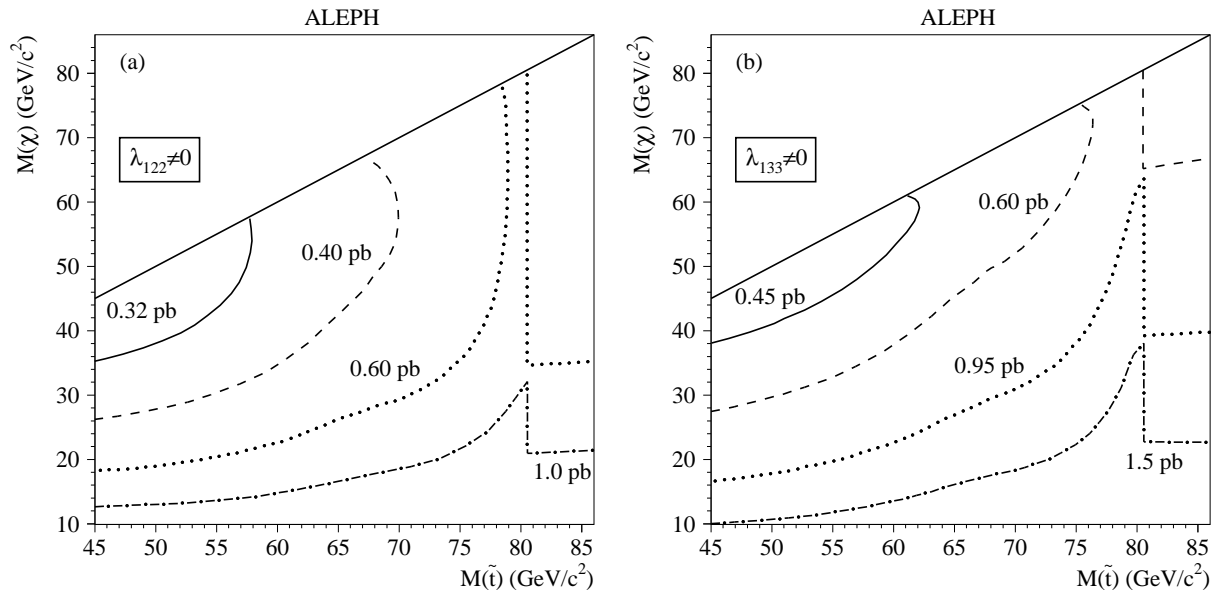 ALEPH
(a)
M(χ) (GeV/c²)
80
70
60
50
40
30
20
10
λ₁₂₂≠0
0.32 pb
0.40 pb
0.60 pb
1.0 pb
45 50 55 60 65 70 75 80 85
M(t̃) (GeV/c²)
ALEPH
(b)
M(χ) (GeV/c²)
80
70
60
50
40
30
20
10
λ₁₃₃≠0
0.60 pb
0.45 pb
0.95 pb
1.5 pb
45 50 55 60 65 70 75 80 85
M(t̃) (GeV/c²)